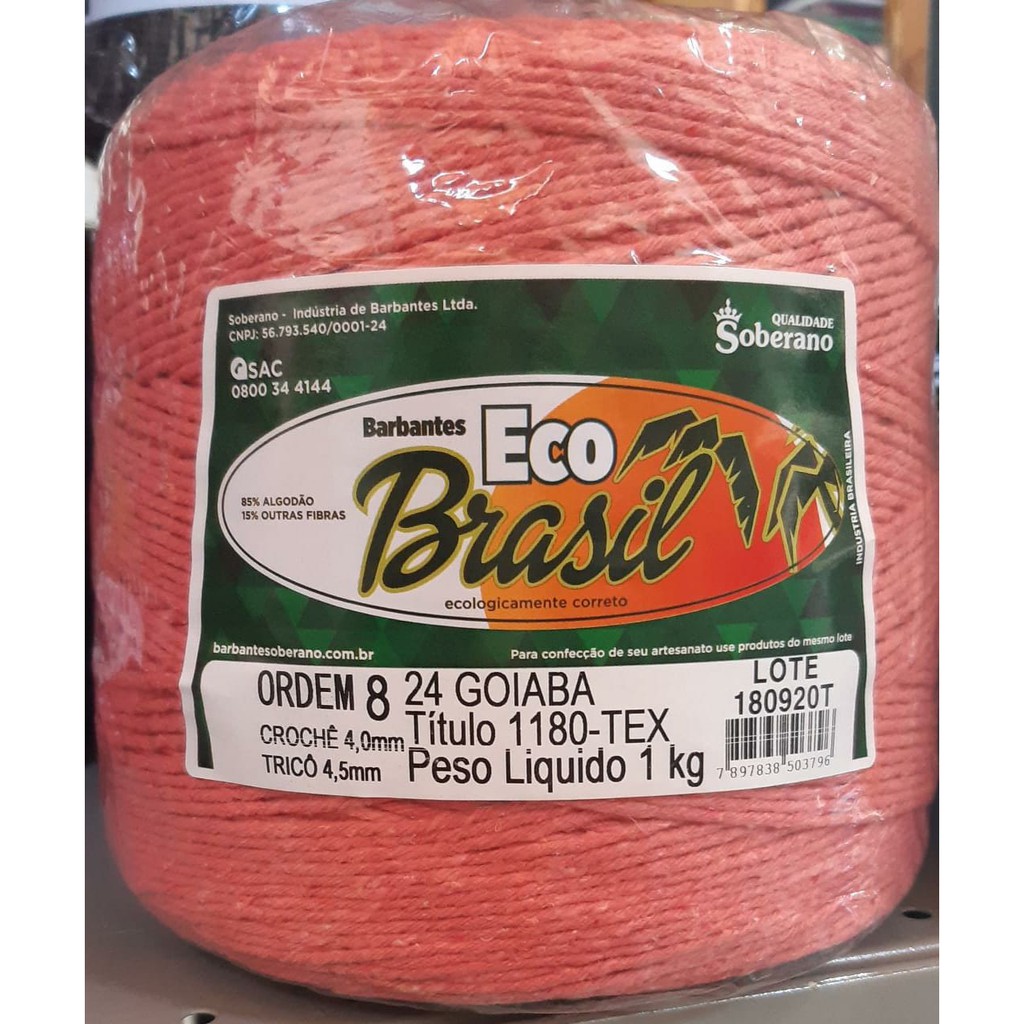 Soberano - Indústria de Barbantes Ltda.
CNPJ: 56.793.540/0001-24
SAC
0800 34 4144
QUALIDADE
Soberano
Barbantes Eco
Brasil
85% ALGODÃO
15% OUTRAS FIBRAS
ecologicamente correto
INDUSTRIA BRASILEIRA
barbantesoberano.com.br
Para confecção de seu artesanato use produtos do mesmo lote
ORDEM 8
CROCHÊ 4,0mm
TRICÔ 4,5mm
24 GOIABA
Título 1180-TEX
Peso Liquido 1 kg
LOTE
180920T
7 897838 503796